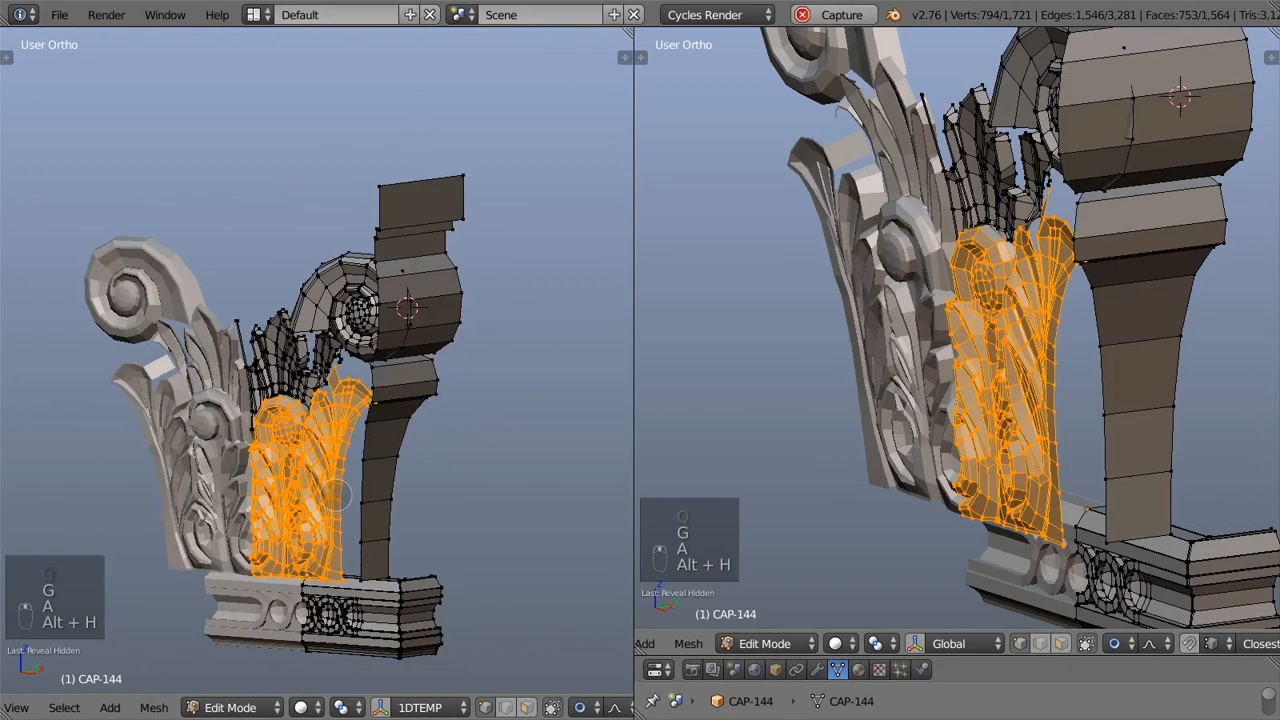 File Render Window Help Default Scene Cycles Render Capture v2.76 | Verts:794/1,721 | Edges:1,546/3,281 | Faces:753/1,564 | Tris:3,1
User Ortho
User Ortho
G
A
Alt + H
Last: Reveal Hidden
(1) CAP-144
G
A
Alt + H
Last: Reveal Hidden
(1) CAP-144
Add Mesh Edit Mode Global Closest
CAP-144 CAP-144
View Select Add Mesh Edit Mode 1DTEMP